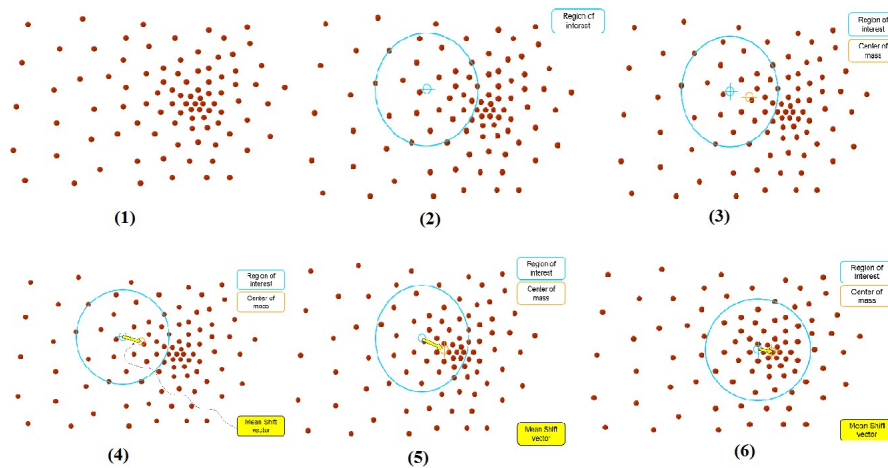 Region of
interest
Region of
interest
Center of
mass
(1)
(2)
(3)
Region of
interest
Center of
mass
Mean Shift
vector
Region of
interest
Center of
mass
Mean Shift
vector
Region of
interest
Center of
mass
Mean Shift
vector
(4)
(5)
(6)